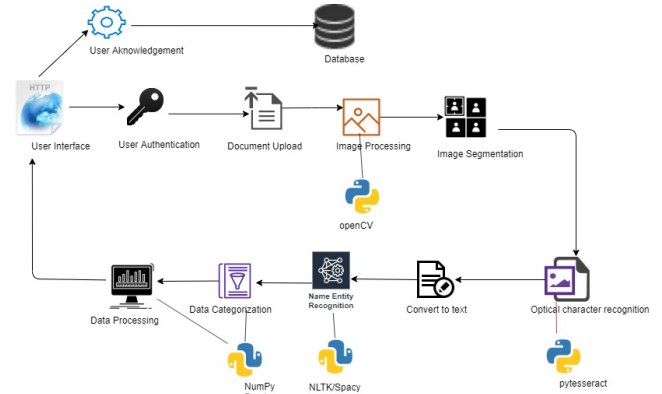 User Aknowledgement
Database
HTTP
User Interface
User Authentication
Document Upload
Image Processing
Image Segmentation
openCV
Data Processing
Data Categorization
Name Entity
Recognition
Convert to text
Optical character recognition
NumPy
NLTK/Spacy
pytesseract